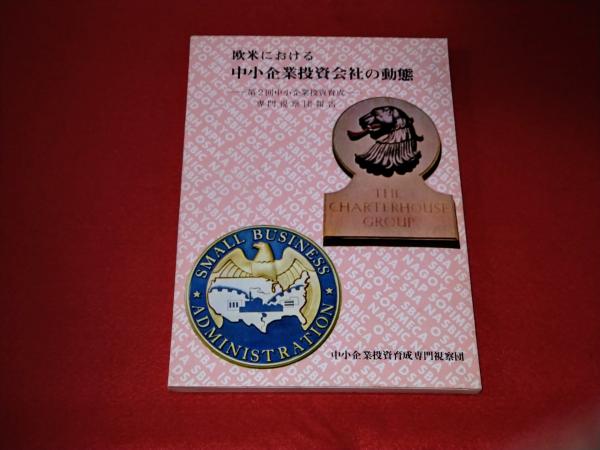 欧米における
中小企業投資会社の動態
―第2回中小企業投資育成―
専門視察団報告
THE
CHARTERHOUSE
GROUP
SMALL BUSINESS
ADMINISTRATION
中小企業投資育成専門視察団